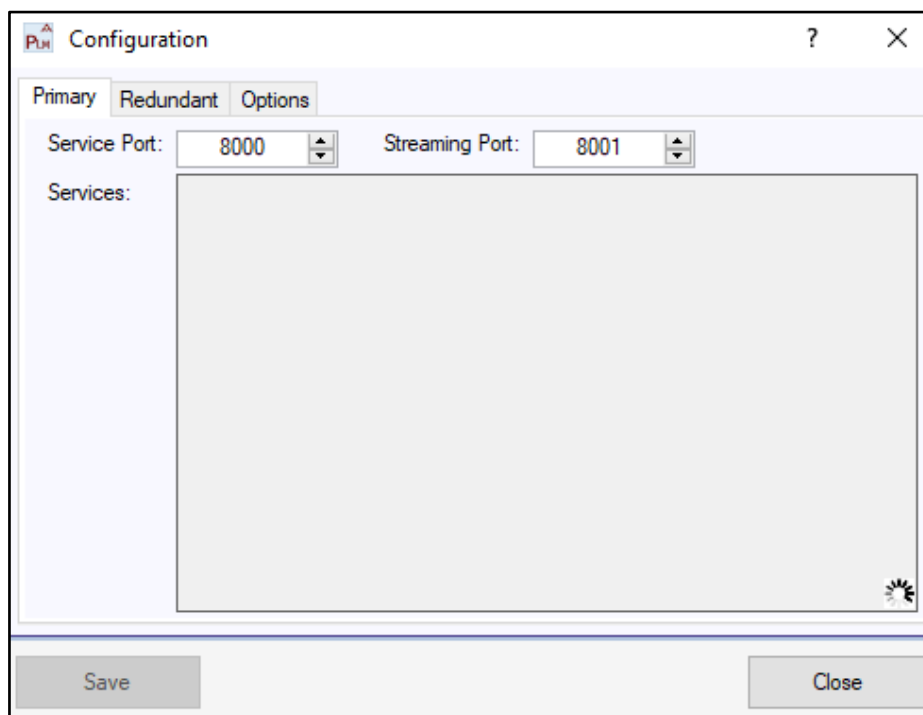 PLM Configuration ?
Primary Redundant Options
Service Port: 8000 Streaming Port: 8001
Services:
Save Close